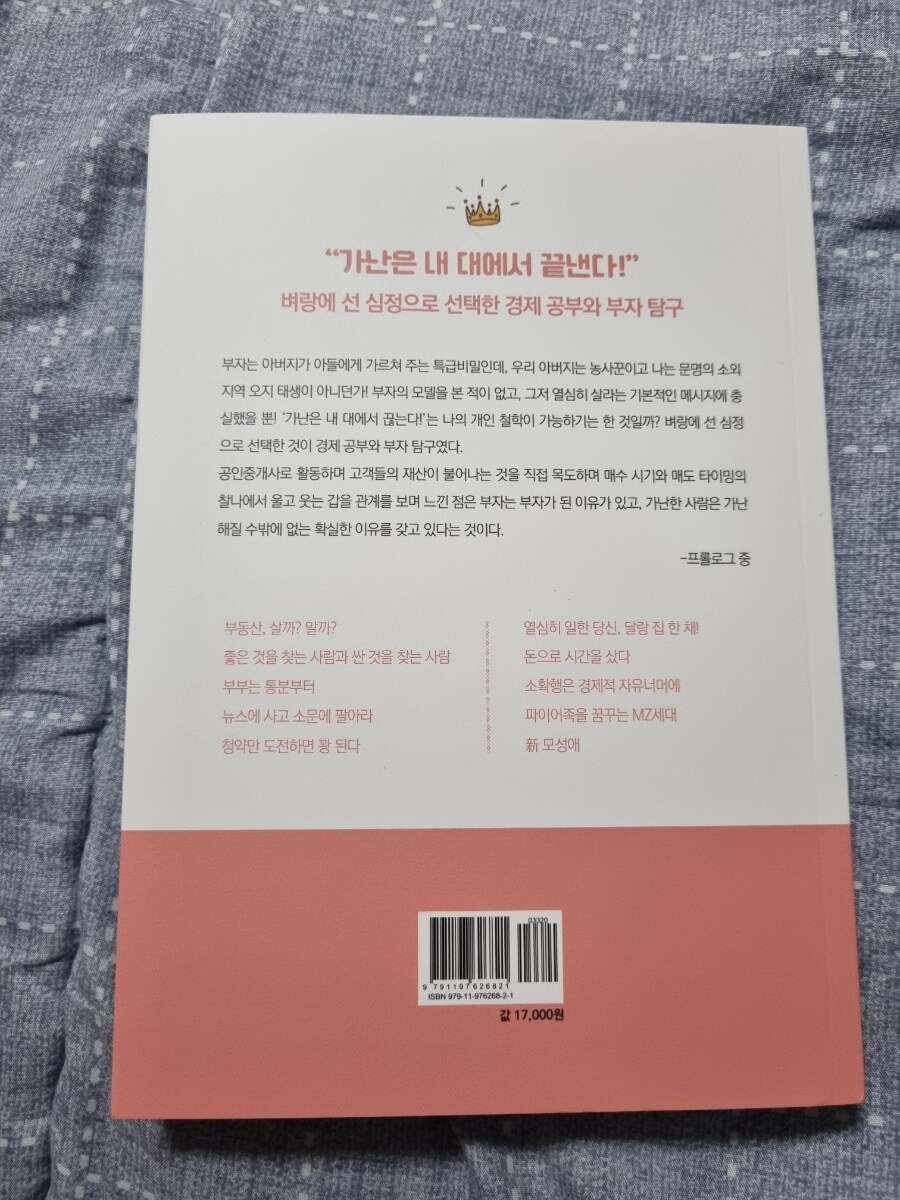 “가난은 내 대에서 끝낸다!”
벼랑에 선 심정으로 선택한 경제 공부와 부자 탐구
부자는 아버지가 아들에게 가르쳐 주는 특급비밀인데, 우리 아버지는 농사꾼이고 나는 문명의 소외
지역 오지 태생이 아니던가! 부자의 모델을 본 적이 없고, 그저 열심히 살라는 기본적인 메시지에 충
실했을 뿐! ‘가난은 내 대에서 끊는다!’는 나의 개인 철학이 가능하기는 한 것일까? 벼랑에 선 심정
으로 선택한 것이 경제 공부와 부자 탐구였다.
공인중개사로 활동하며 고객들의 재산이 불어나는 것을 직접 목도하며 매수 시기와 매도 타이밍의
찰나에서 울고 웃는 갑을 관계를 보며 느낀 점은 부자는 부자가 된 이유가 있고, 가난한 사람은 가난
해질 수밖에 없는 확실한 이유를 갖고 있다는 것이다.
-프롤로그 중
부동산, 살까? 말까?
좋은 것을 찾는 사람과 싼 것을 찾는 사람
부부는 통분부터
뉴스에 사고 소문에 팔아라
청약만 도전하면 꽝 된다
열심히 일한 당신, 달랑 집 한 채!
돈으로 시간을 샀다
소확행은 경제적 자유너머에
파이어족을 꿈꾸는 MZ세대
新 모성애
03320
9 791197 626821
ISBN 979-11-976268-2-1
값 17,000원